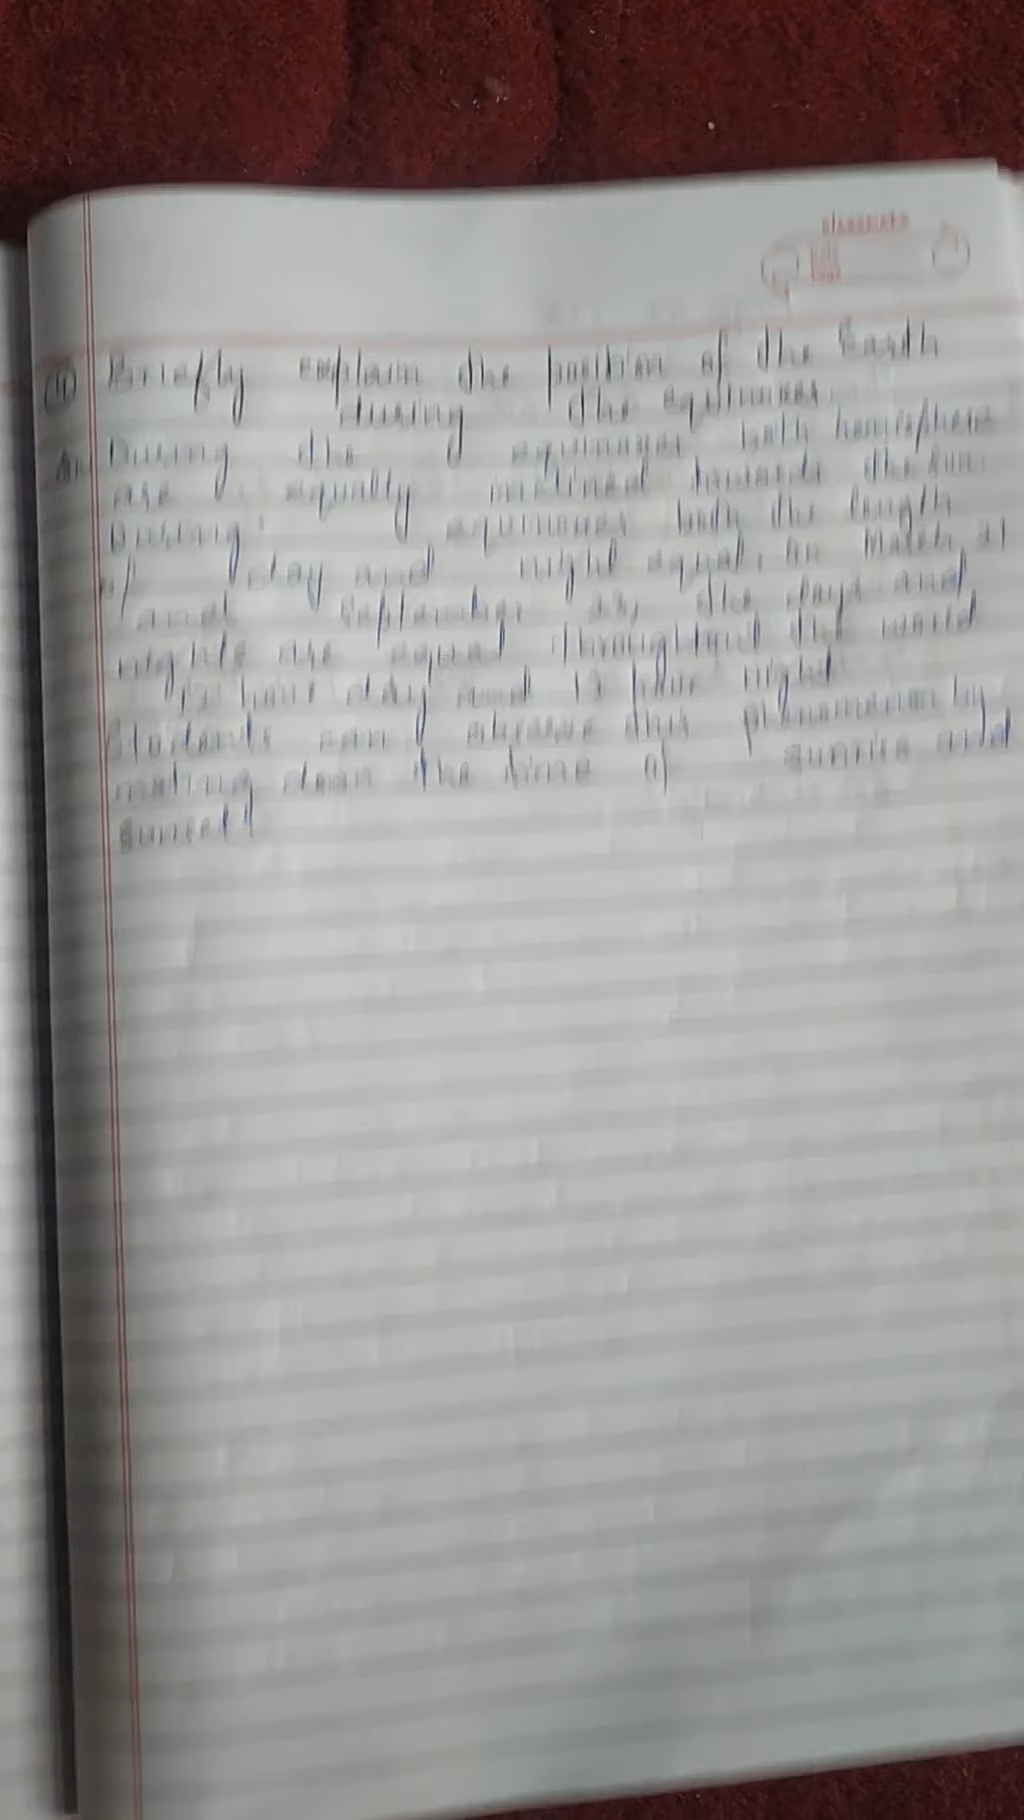 classmate
Date
Page
Briefly explain the position of the Earth
during the equinoxes.
Ans During the equinoxes both hemisphere
are equally inclined towards the sun.
During equinoxes both the length
of day and night equal. on March 21
and September 23, the days and
nights are equal throughout the world
12 hour day and 12 hour night
Students can observe this phenomenon by
noting down the time of sunrise and
sunset